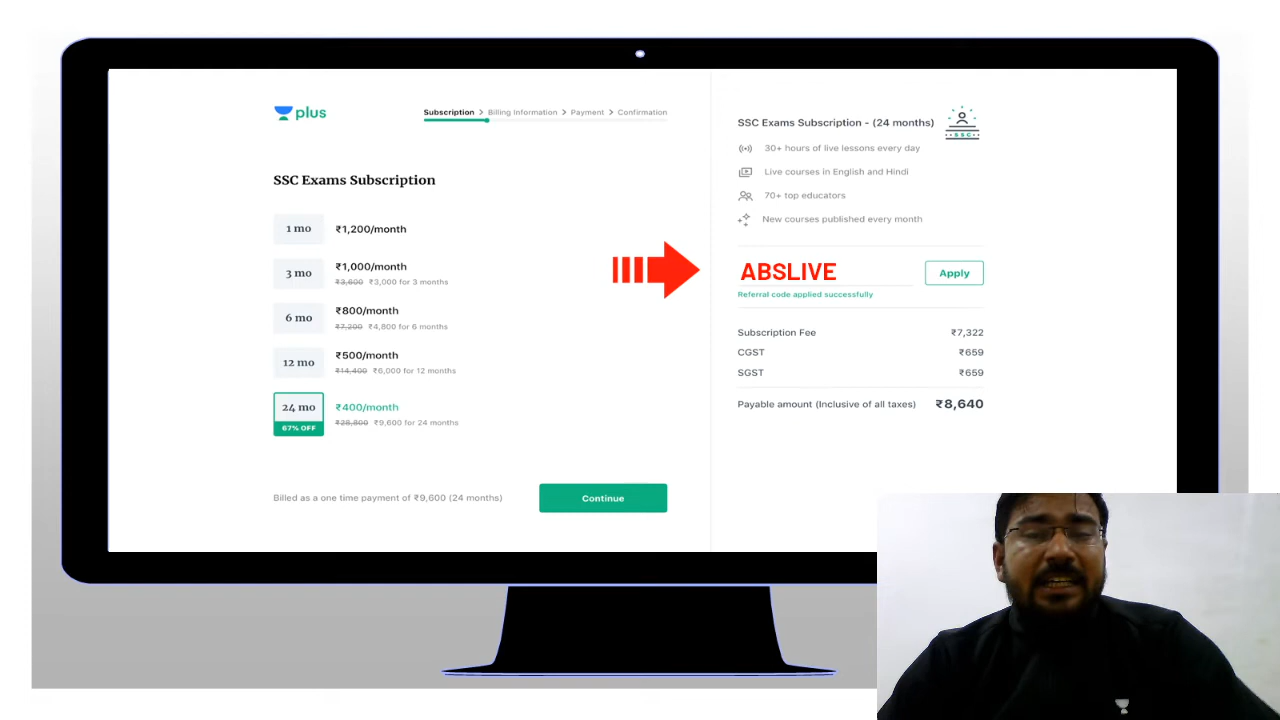 plus
Subscription > Billing Information > Payment > Confirmation
SSC Exams Subscription
1 mo ₹1,200/month
3 mo ₹1,000/month
₹3,600 ₹3,000 for 3 months
6 mo ₹800/month
₹7,200 ₹4,800 for 6 months
12 mo ₹500/month
₹14,400 ₹6,000 for 12 months
24 mo ₹400/month
67% OFF ₹28,800 ₹9,600 for 24 months
Billed as a one time payment of ₹9,600 (24 months)
Continue
SSC Exams Subscription - (24 months)
SSC
30+ hours of live lessons every day
Live courses in English and Hindi
70+ top educators
New courses published every month
ABSLIVE
Apply
Referral code applied successfully
Subscription Fee ₹7,322
CGST ₹659
SGST ₹659
Payable amount (Inclusive of all taxes) ₹8,640